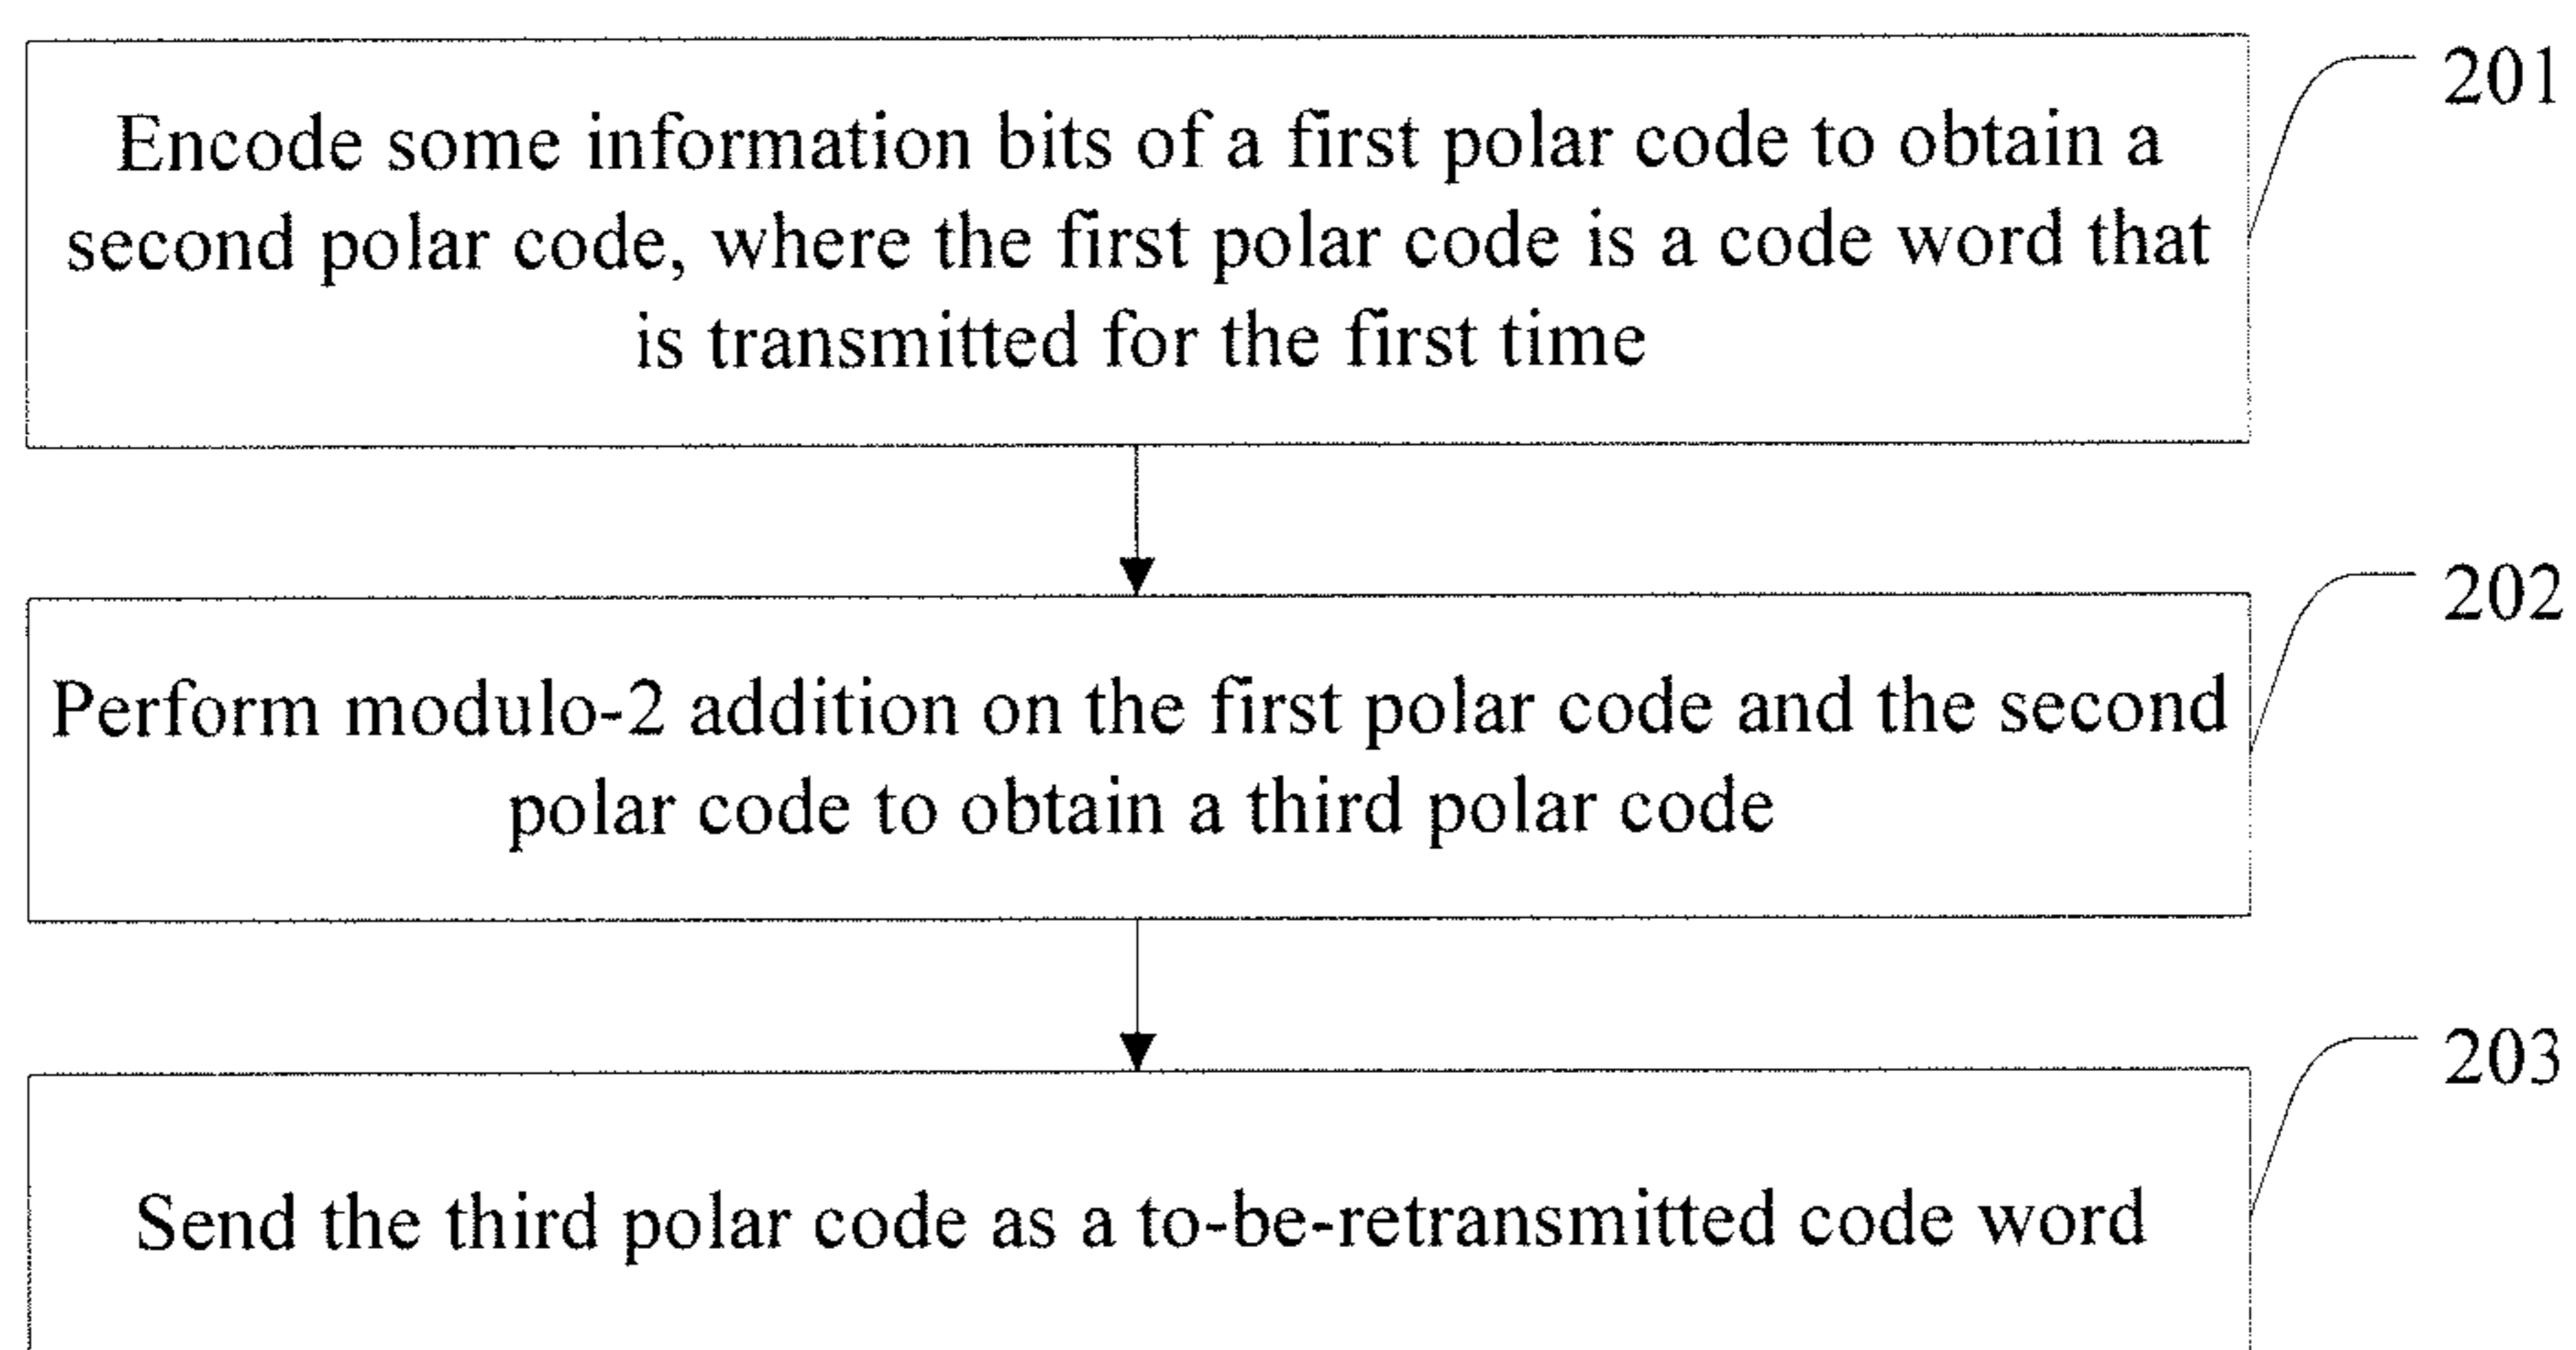 Encode some information bits of a first polar code to obtain a
second polar code, where the first polar code is a code word that
is transmitted for the first time
201
Perform modulo-2 addition on the first polar code and the second
polar code to obtain a third polar code
202
Send the third polar code as a to-be-retransmitted code word
203